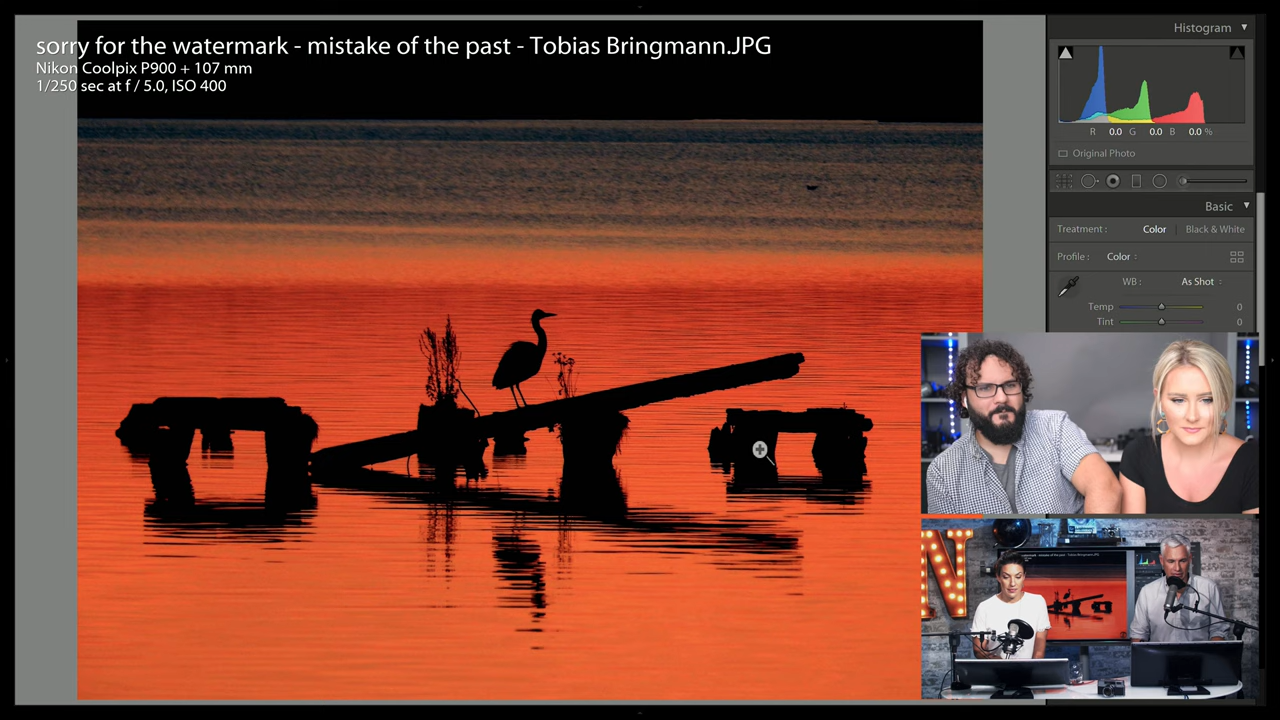 sorry for the watermark - mistake of the past - Tobias Bringmann.JPG
Nikon Coolpix P900 + 107 mm
1/250 sec at f / 5.0, ISO 400
Histogram
R 0.0 G 0.0 B 0.0 %
Original Photo
Basic
Treatment : Color Black & White
Profile : Color
WB : As Shot
Temp 0
Tint 0
N